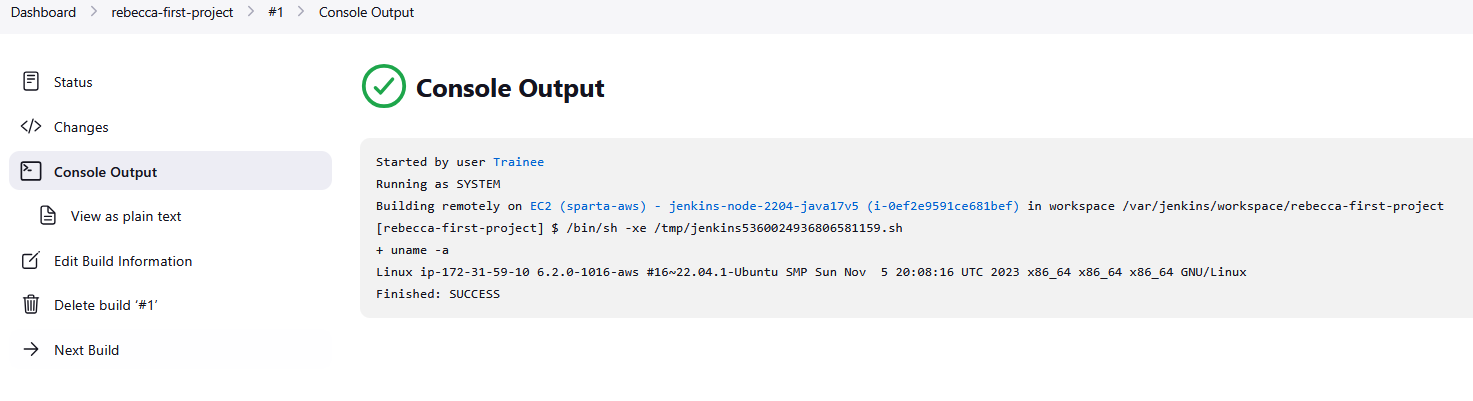 Dashboard > rebecca-first-project > #1 > Console Output
Status
Changes
Console Output
View as plain text
Edit Build Information
Delete build ‘#1’
Next Build
Console Output
Started by user Trainee
Running as SYSTEM
Building remotely on EC2 (sparta-aws) - jenkins-node-2204-java17v5 (i-0ef2e9591ce681bef) in workspace /var/jenkins/workspace/rebecca-first-project
[rebecca-first-project] $ /bin/sh -xe /tmp/jenkins5360024936806581159.sh
+ uname -a
Linux ip-172-31-59-10 6.2.0-1016-aws #16~22.04.1-Ubuntu SMP Sun Nov  5 20:08:16 UTC 2023 x86_64 x86_64 x86_64 GNU/Linux
Finished: SUCCESS